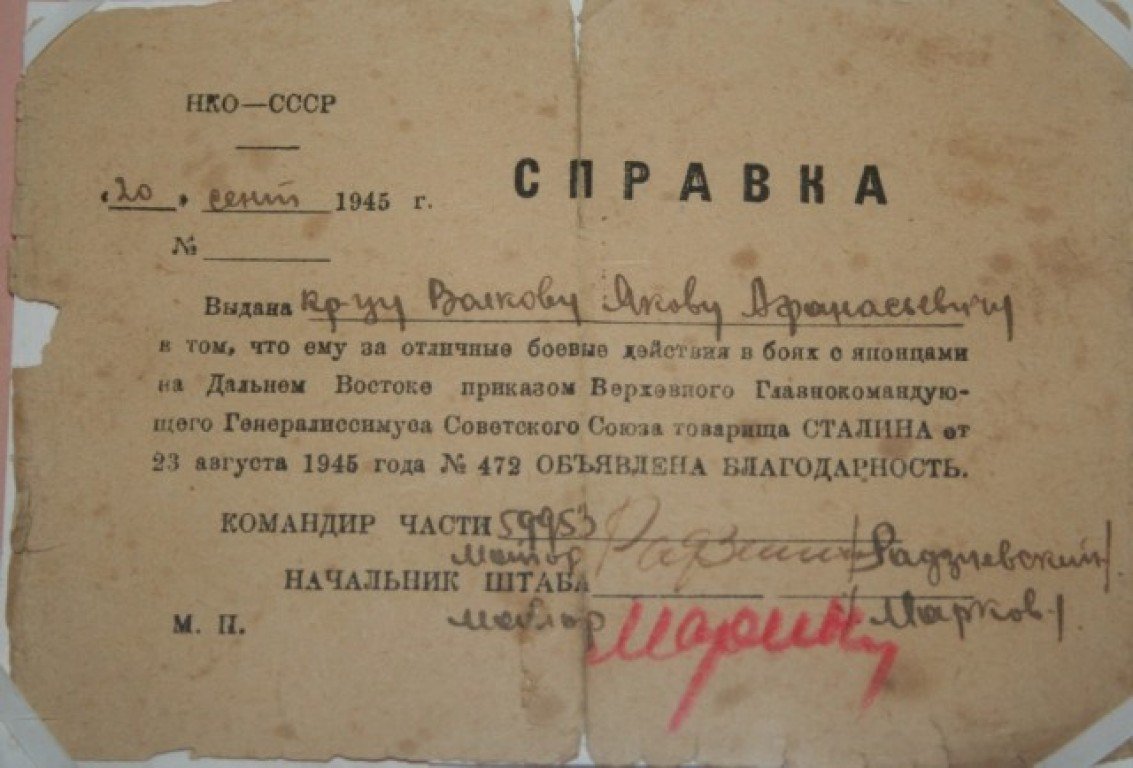 НКО—СССР
СПРАВКА
«20» сент 1945 г.
№
Выдана кр-цу Волкову Якову Афанасьевичу
в том, что ему за отличные боевые действия в боях с японцами
на Дальнем Востоке приказом Верховного Главнокомандую-
щего Генералиссимуса Советского Союза товарища СТАЛИНА от
23 августа 1945 года № 472 ОБЪЯВЛЕНА БЛАГОДАРНОСТЬ.
КОМАНДИР ЧАСТИ 59953
майор /Радзиевский/
НАЧАЛЬНИК ШТАБА
майор /Марков/
М. П.